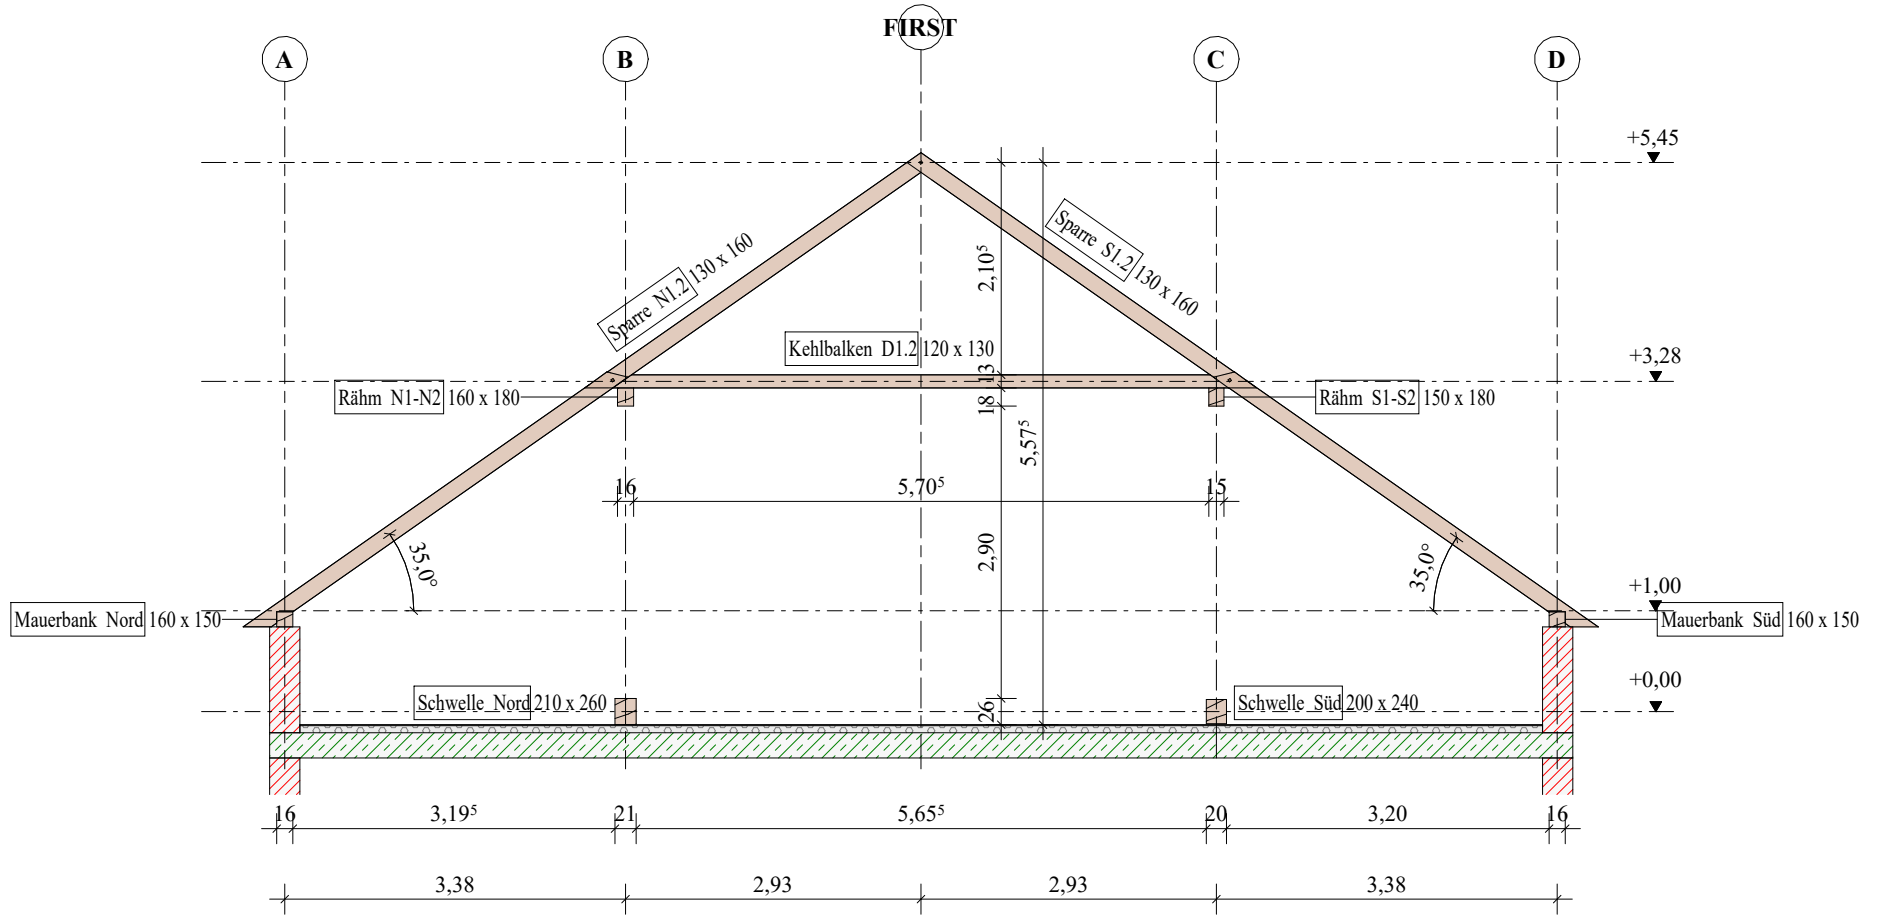 FIRST
A
B
C
D
+5,45
Sparre N1.2 130 x 160
Sparre S1.2 130 x 160
2,10⁵
Kehlbalken D1.2 120 x 130
13
+3,28
Rähm N1-N2 160 x 180
18
Rähm S1-S2 150 x 180
5,57⁵
16
5,70⁵
15
2,90
35,0°
35,0°
+1,00
Mauerbank Nord 160 x 150
Mauerbank Süd 160 x 150
+0,00
Schwelle Nord 210 x 260
26
Schwelle Süd 200 x 240
16
3,19⁵
21
5,65⁵
20
3,20
16
3,38
2,93
2,93
3,38